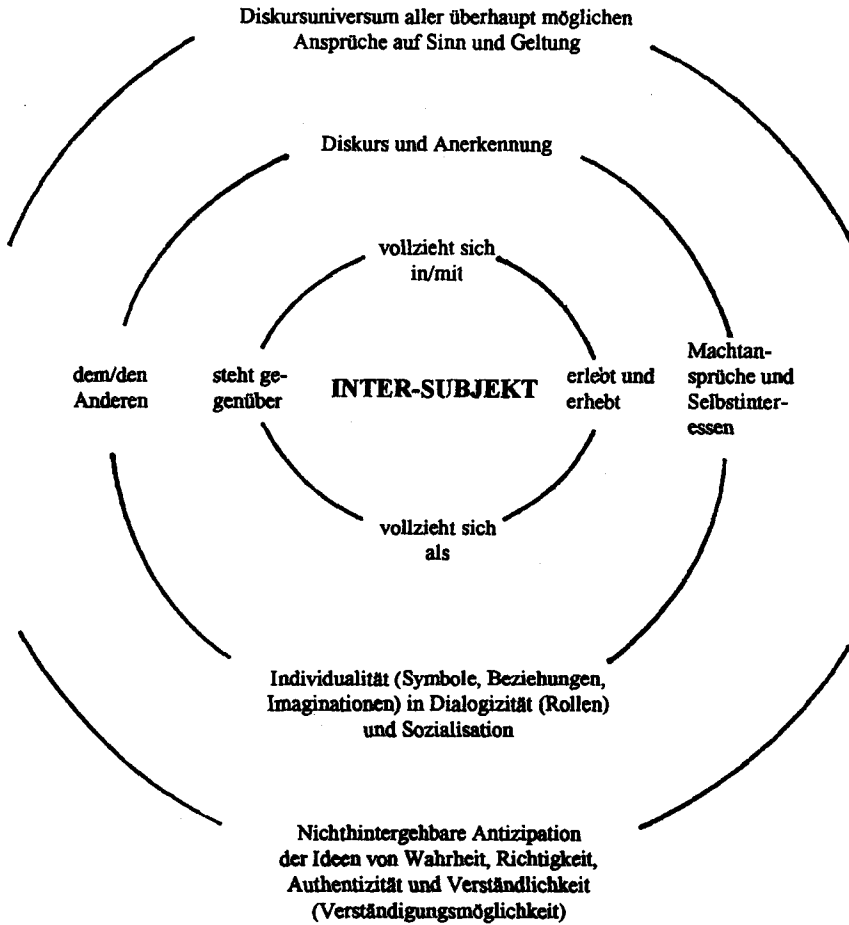 Diskursuniversum aller überhaupt möglichen
Ansprüche auf Sinn und Geltung
Diskurs und Anerkennung
vollzieht sich
in/mit
dem/den
Anderen
steht ge-
genüber
INTER-SUBJEKT
erlebt und
erhebt
Machtan-
sprüche und
Selbstinter-
essen
vollzieht sich
als
Individualität (Symbole, Beziehungen,
Imaginationen) in Dialogizität (Rollen)
und Sozialisation
Nichthintergehbare Antizipation
der Ideen von Wahrheit, Richtigkeit,
Authentizität und Verständlichkeit
(Verständigungsmöglichkeit)